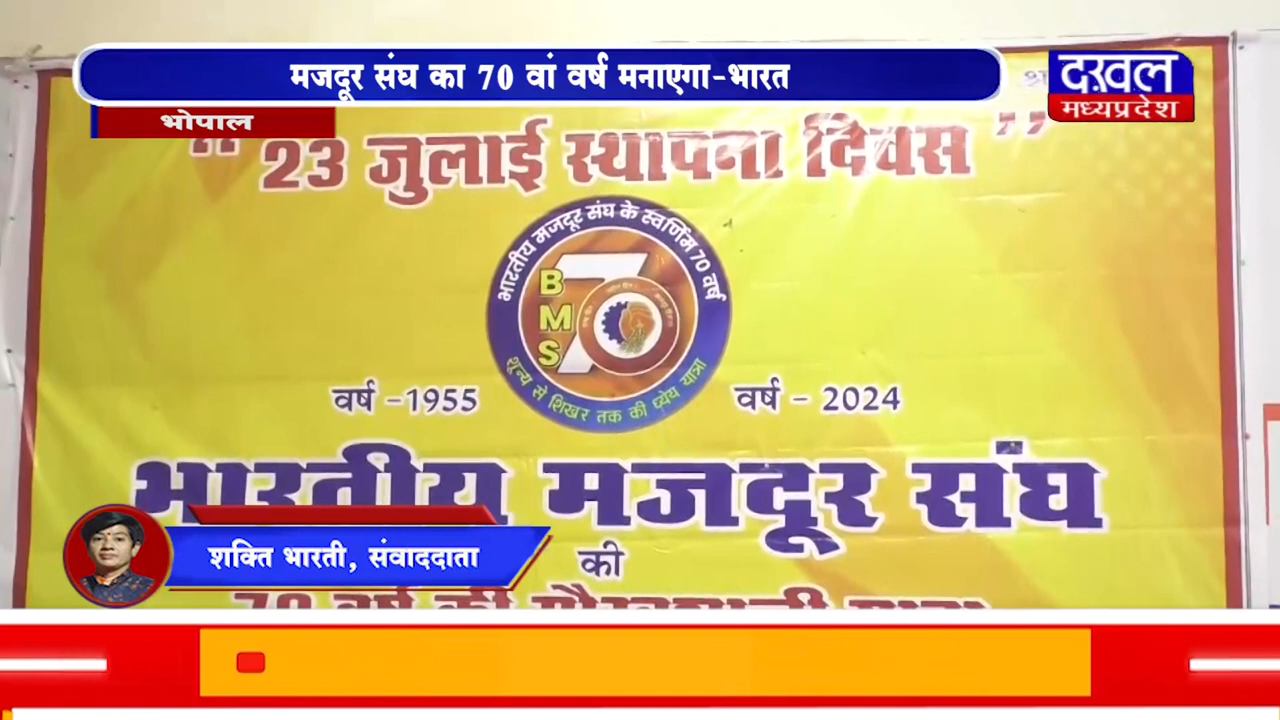 मजदूर संघ का 70 वां वर्ष मनाएगा-भारत
दख़ल
मध्यप्रदेश
भोपाल
" 23 जुलाई स्थापना दिवस "
भारतीय मजदूर संघ के स्वर्णिम 70 वर्ष
BMS
70
शून्य से शिखर तक की ध्येय यात्रा
वर्ष -1955
वर्ष - 2024
भारतीय मजदूर संघ
की
शक्ति भारती, संवाददाता